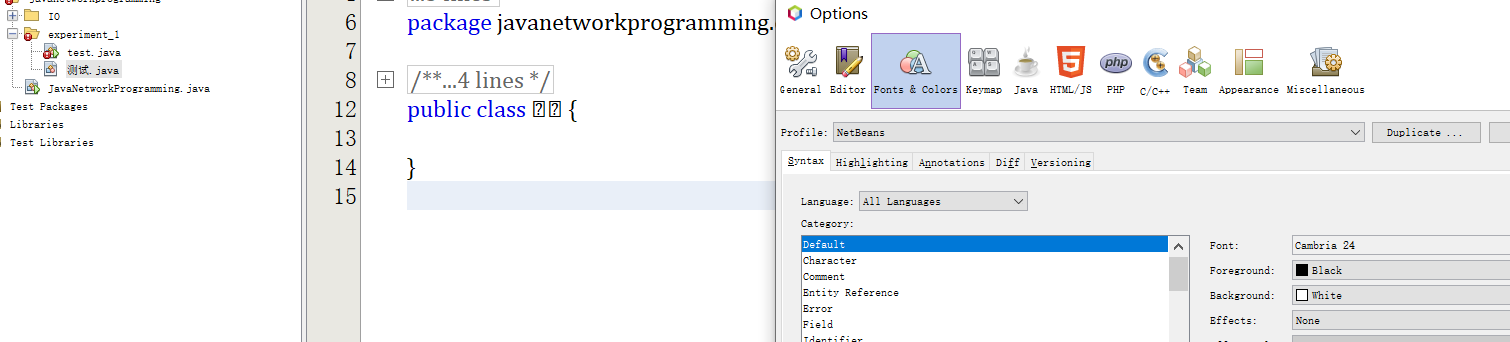 javanetworkprogramming
IO
experiment_1
test.java
测试.java
JavaNetworkProgramming.java
Test Packages
Libraries
Test Libraries
6 package javanetworkprogramming.
7
8 /**...4 lines */
12 public class {
13
14 }
15
Options
General Editor Fonts & Colors Keymap Java HTML/JS PHP C/C++ Team Appearance Miscellaneous
Profile: NetBeans Duplicate ...
Syntax Highlighting Annotations Diff Versioning
Language: All Languages
Category:
Default
Character
Comment
Entity Reference
Error
Field
Identifier
Font: Cambria 24
Foreground: Black
Background: White
Effects: None